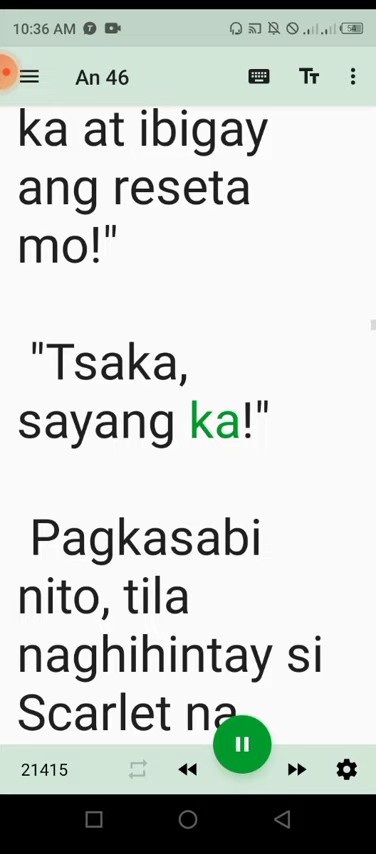 10:36 AM
An 46
ka at ibigay
ang reseta
mo!"
"Tsaka,
sayang ka!"
Pagkasabi
nito, tila
naghihintay si
Scarlet na
21415